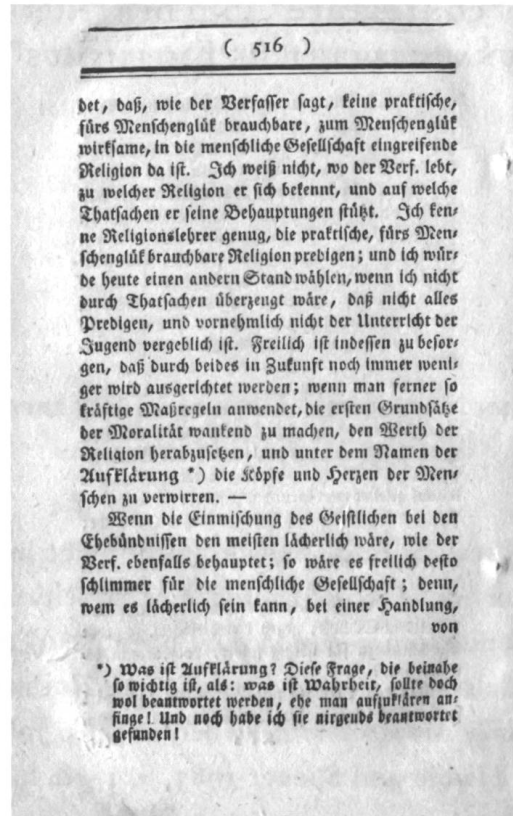 ( 516 )
det, daß, wie der Verfasser sagt, keine praktische,
fürs Menschenglük brauchbare, zum Menschenglük
wirksame, in die menschliche Gesellschaft eingreifende
Religion da ist. Ich weiß nicht, wo der Verf. lebt,
zu welcher Religion er sich bekennt, und auf welche
Thatsachen er seine Behauptungen stützt. Ich ken-
ne Religionslehrer genug, die praktische, fürs Men-
schenglük brauchbare Religion predigen; und ich wür-
de heute einen andern Stand wählen, wenn ich nicht
durch Thatsachen überzeugt wäre, daß nicht alles
Predigen, und vornehmlich nicht der Unterricht der
Jugend vergeblich ist. Freilich ist indessen zu besor-
gen, daß durch beides in Zukunft noch immer weni-
ger wird ausgerichtet werden; wenn man ferner so
kräftige Maßregeln anwendet, die ersten Grundsätze
der Moralität wankend zu machen, den Werth der
Religion herabzusetzen, und unter dem Namen der
Aufklärung *) die Köpfe und Herzen der Men-
schen zu verwirren. —
Wenn die Einmischung des Geistlichen bei den
Ehebündnissen den meisten lächerlich wäre, wie der
Verf. ebenfalls behauptet; so wäre es freilich desto
schlimmer für die menschliche Gesellschaft; denn,
wem es lächerlich sein kann, bei einer Handlung,
von
*) Was ist Aufklärung? Diese Frage, die beinahe
so wichtig ist, als: was ist Wahrheit, sollte doch
wol beantwortet werden, ehe man aufzuklären an-
finge! Und noch habe ich sie nirgends beantwortet
gefunden!